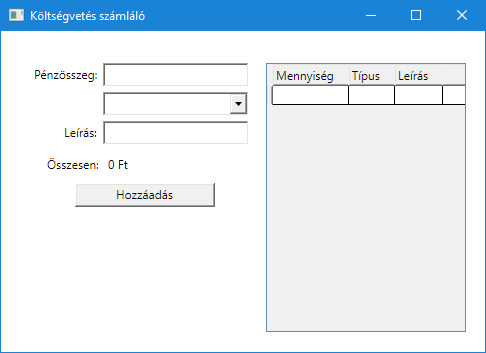 Költségvetés számláló
Pénzösszeg:
Leírás:
Összesen: 0 Ft
Hozzáadás
Mennyiség Típus Leírás